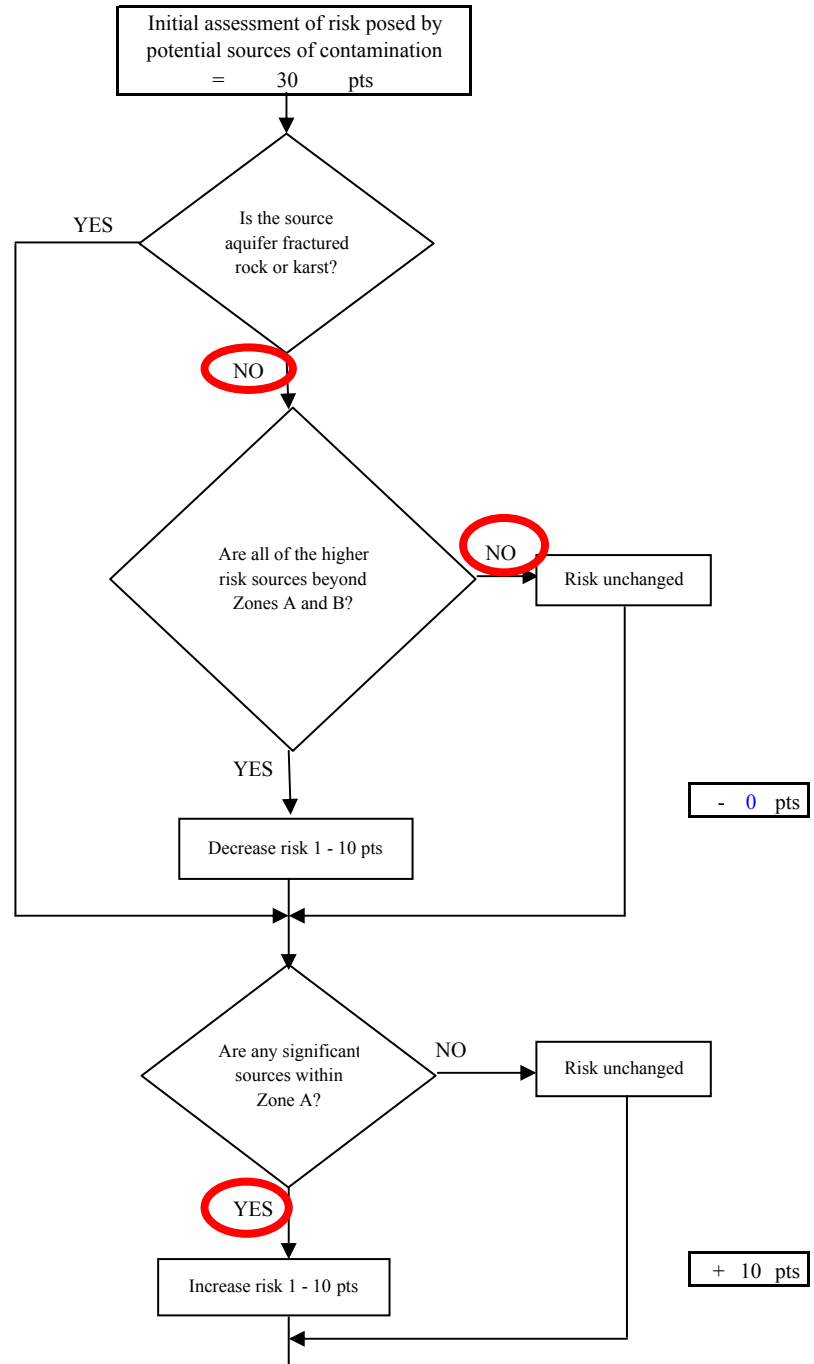 Initial assessment of risk posed by
potential sources of contamination
= 30 pts
YES
Is the source
aquifer fractured
rock or karst?
NO
Are all of the higher
risk sources beyond
Zones A and B?
NO
Risk unchanged
YES
- 0 pts
Decrease risk 1 - 10 pts
Are any significant
sources within
Zone A?
NO
Risk unchanged
YES
+ 10 pts
Increase risk 1 - 10 pts